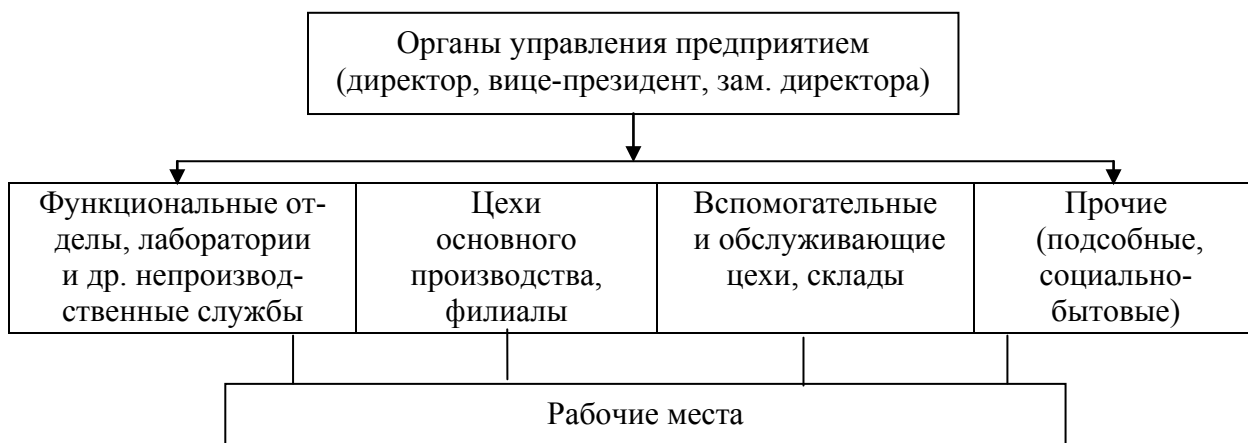 Органы управления предприятием
(директор, вице-президент, зам. директора)
Функциональные от-
делы, лаборатории
и др. непроизвод-
ственные службы
Цехи
основного
производства,
филиалы
Вспомогательные
и обслуживающие
цехи, склады
Прочие
(подсобные,
социально-
бытовые)
Рабочие места